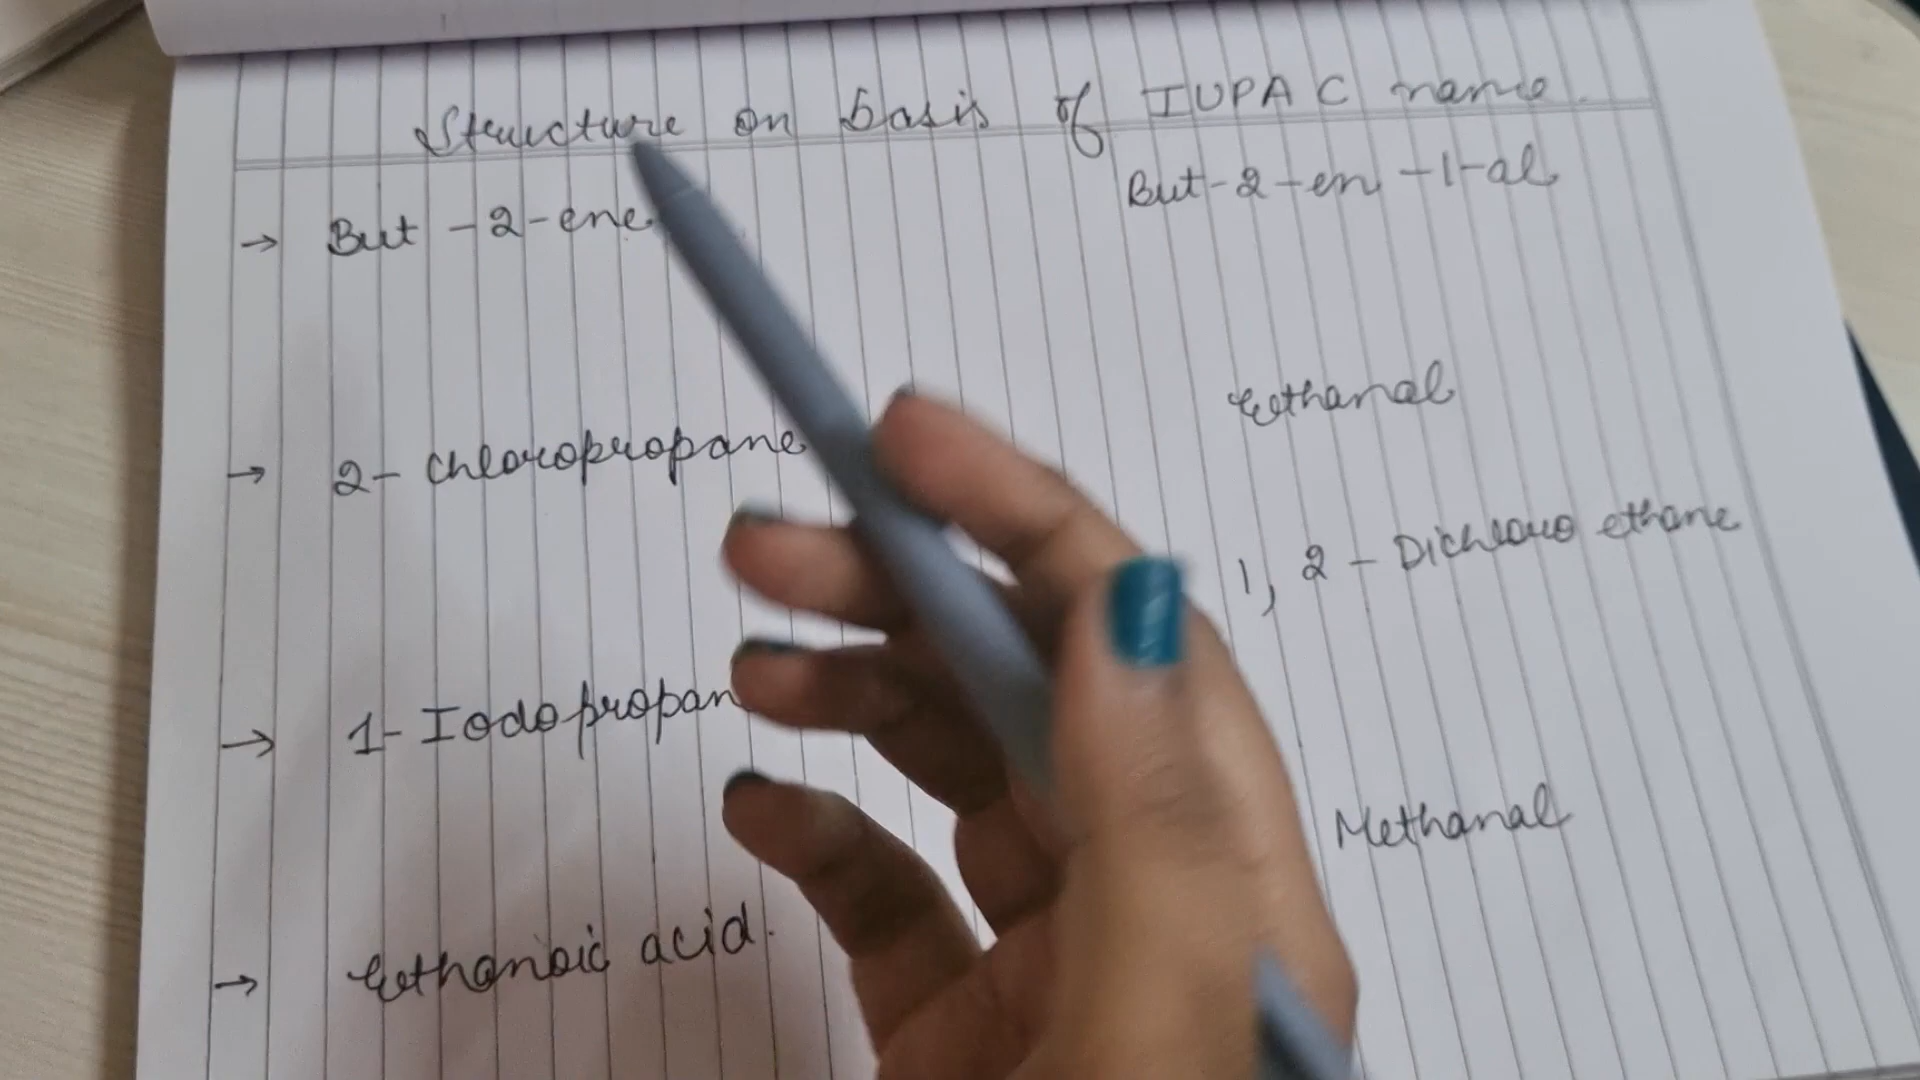 Structure on basis of IUPAC name.
But-2-ene
But-2-en-1-al
2-chloropropane
Ethanal
1, 2-Dichloro ethane
1-Iodopropan
Methanal
Ethanoic acid.